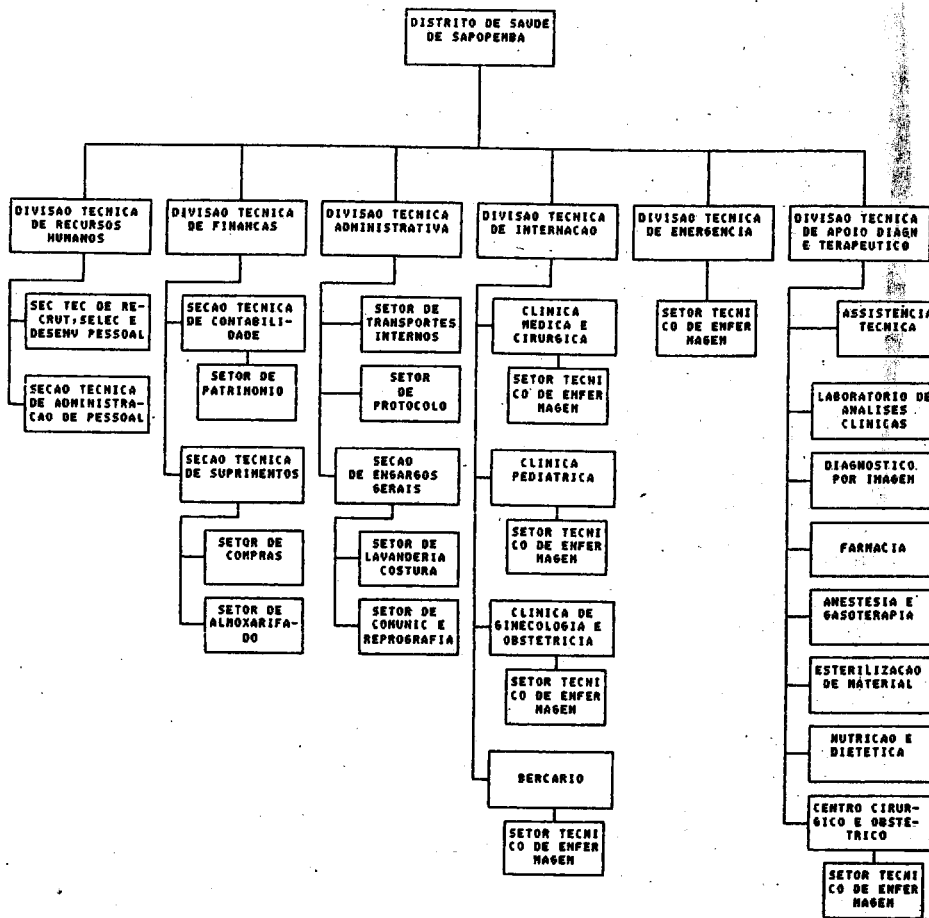 DISTRITO DE SAUDE
DE SAPOPEMBA
DIVISAO TECNICA
DE RECURSOS
HUMANOS
SEC TEC DE RE-
CRUT,SELEC E
DESENV PESSOAL
SECAO TECNICA
DE ADMINISTRA-
CAO DE PESSOAL
DIVISAO TECNICA
DE FINANCAS
SECAO TECNICA
DE CONTABILI-
DADE
SETOR DE
PATRIMONIO
SECAO TECNICA
DE SUPRIMENTOS
SETOR DE
COMPRAS
SETOR DE
ALMOXARIFA-
DO
DIVISAO TECNICA
ADMINISTRATIVA
SETOR DE
TRANSPORTES
INTERNOS
SETOR
DE
PROTOCOLO
SECAO
DE ENGARGOS
GERAIS
SETOR DE
LAVANDERIA
COSTURA
SETOR DE
COMUNIC E
REPROGRAFIA
DIVISAO TECNICA
DE INTERNACAO
CLINICA
MEDICA E
CIRURGICA
SETOR TECNI
CO DE ENFER
MAGEM
CLINICA
PEDIATRICA
SETOR TECNI
CO DE ENFER
MAGEM
CLINICA DE
GINECOLOGIA E
OBSTETRICIA
SETOR TECNI
CO DE ENFER
MAGEM
BERCARIO
SETOR TECNI
CO DE ENFER
MAGEM
DIVISAO TECNICA
DE EMERGENCIA
SETOR TECNI
CO DE ENFER
MAGEM
DIVISAO TECNICA
DE APOIO DIAGN
E TERAPEUTICO
ASSISTENCIA
TECNICA
LABORATORIO DE
ANALISES
CLINICAS
DIAGNOSTICO
POR IMAGEM
FARMACIA
ANESTESIA E
GASOTERAPIA
ESTERILIZACAO
DE MATERIAL
NUTRICAO E
DIETETICA
CENTRO CIRUR-
GICO E OBSTE-
TRICO
SETOR TECNI
CO DE ENFER
MAGEM